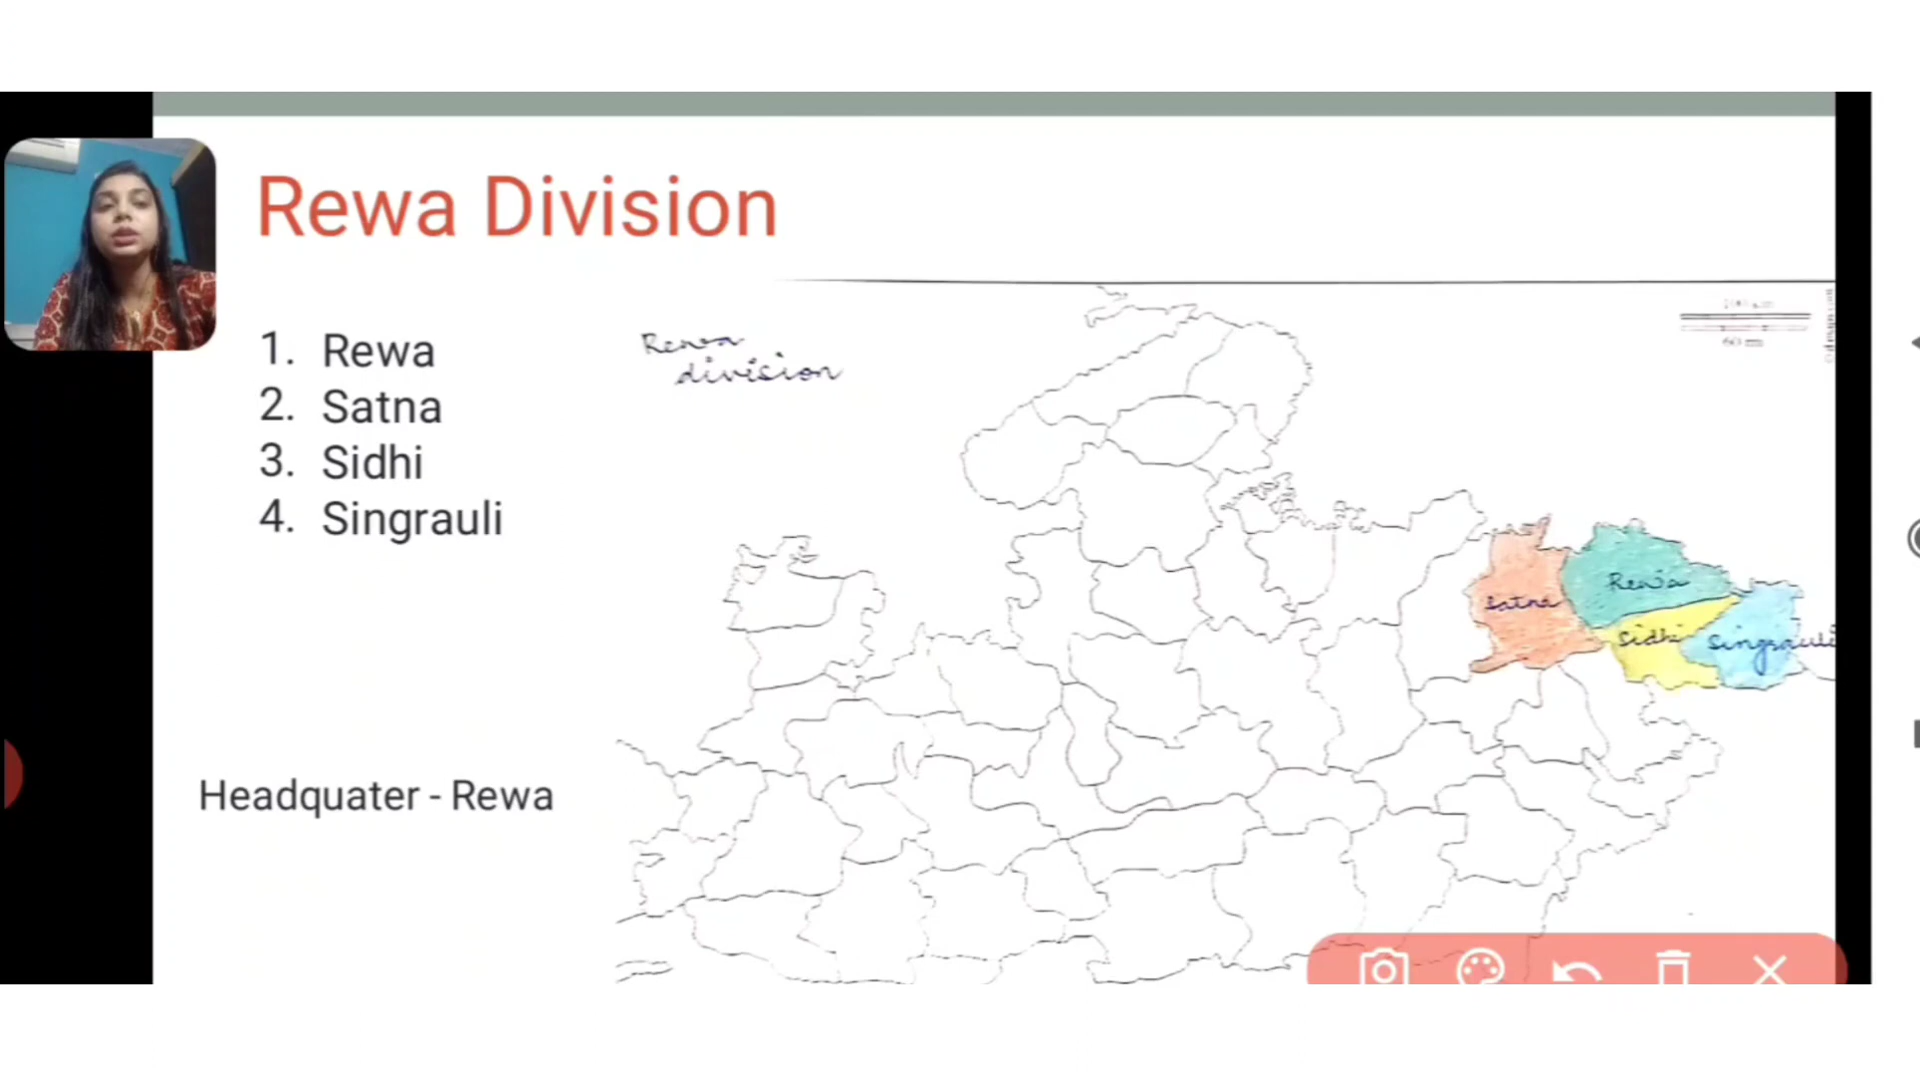 Rewa Division
1. Rewa
2. Satna
3. Sidhi
4. Singrauli
Headquater - Rewa
Rewa
division
Satna
Rewa
Sidhi
Singrauli